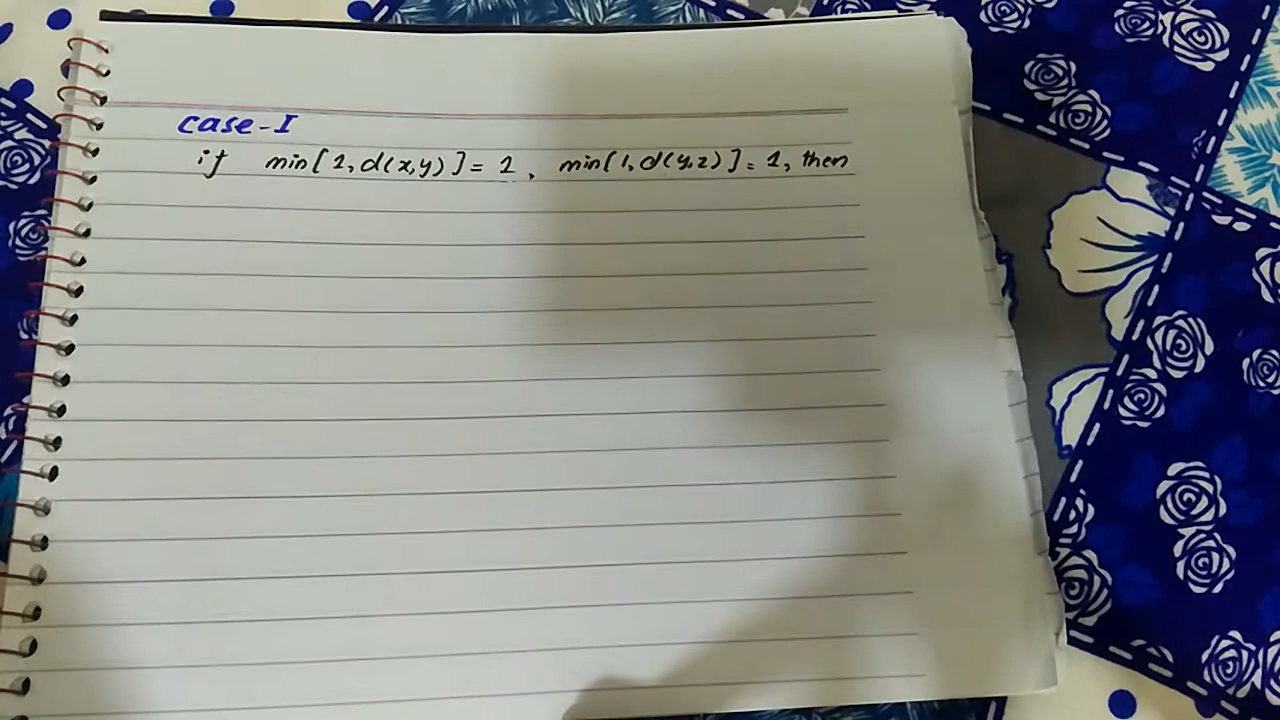 case-I
if min[1,d(x,y)]=1, min[1,d(y,z)]=1, then